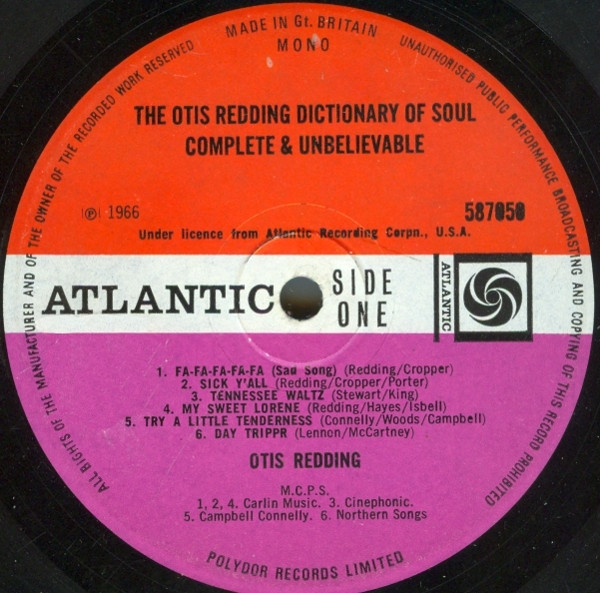 MADE IN Gt. BRITAIN
MONO
ALL RIGHTS OF THE MANUFACTURER AND OF THE OWNER OF THE RECORDED WORK RESERVED
UNAUTHORISED PUBLIC PERFORMANCE BROADCASTING AND COPYING OF THIS RECORD PROHIBITED
THE OTIS REDDING DICTIONARY OF SOUL
COMPLETE & UNBELIEVABLE
℗ 1966
587050
Under licence from Atlantic Recording Corpn., U.S.A.
ATLANTIC
SIDE
ONE
ATLANTIC
1. FA-FA-FA-FA-FA (Sad Song) (Redding/Cropper)
2. SICK Y'ALL (Redding/Cropper/Porter)
3. TENNESSEE WALTZ (Stewart/King)
4. MY SWEET LORENE (Redding/Hayes/Isbell)
5. TRY A LITTLE TENDERNESS (Connelly/Woods/Campbell)
6. DAY TRIPPR (Lennon/McCartney)
OTIS REDDING
M.C.P.S.
1, 2, 4. Carlin Music. 3. Cinephonic.
5. Campbell Connelly. 6. Northern Songs
POLYDOR RECORDS LIMITED